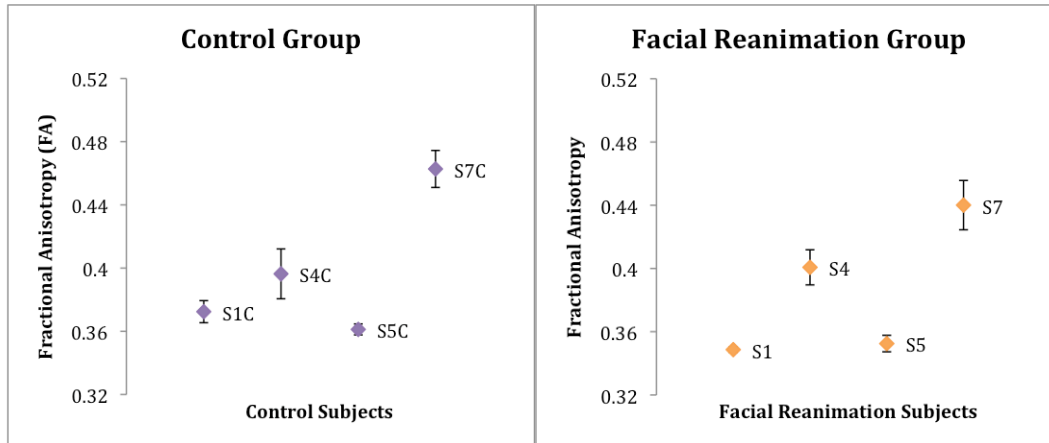 Control Group
Fractional Anisotropy (FA)
0.52
0.48
0.44
0.4
0.36
0.32
S1C
S4C
S5C
S7C
Control Subjects
Facial Reanimation Group
Fractional Anisotropy
0.52
0.48
0.44
0.4
0.36
0.32
S1
S4
S5
S7
Facial Reanimation Subjects